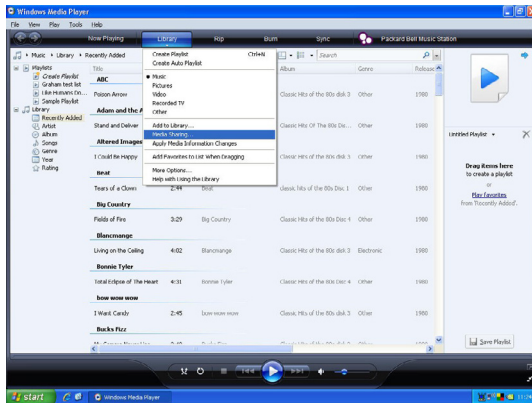 Windows Media Player
File View Play Tools Help
Now Playing Library Rip Burn Sync Packard Bell Music Station
Music Library Recently Added
Search
Playlists
Create Playlist
Graham test list
Sample Playlist
Library
Recently Added
Artist
Album
Songs
Genre
Year
Rating
Create Playlist Ctrl+N
Create Auto Playlist
Music
Pictures
Video
Recorded TV
Other
Add to Library...
Media Sharing...
Apply Media Information Changes
Add Favorites to List When Dragging
More Options...
Help with Using the Library
Title Album Genre Release
ABC
Poison Arrow Classic Hits of the 80s disk 3 Other 1980
Adam and the
Stand and Deliver Classic Hits Of The 80s Dis... Other 1980
Altered Images
I Could Be Happy Classic Hits of the 80s disk 3 Other 1980
Beat
Tears of a Clown 2:44 Beat classic hits of the 80s Disc 1 Other 1980
Big Country
Fields of Fire 3:29 Big Country Classic Hits of the 80s Disc 4 Other 1980
Blancmange
Living on the Ceiling 4:02 Blancmange Classic Hits of the 80s disk 3 Electronic 1980
Bonnie Tyler
Total Eclipse of The Heart 4:31 Bonnie Tyler Classic Hits of the 80s Disc 4 Other 1980
bow wow wow
I Want Candy 2:45 bow wow wow Classic Hits of the 80s disk 3 Other 1980
Bucks Fizz
Untitled Playlist
Drag items here
to create a playlist
or
Play favorites
from 'Recently Added'.
Save Playlist
start Windows Media Player